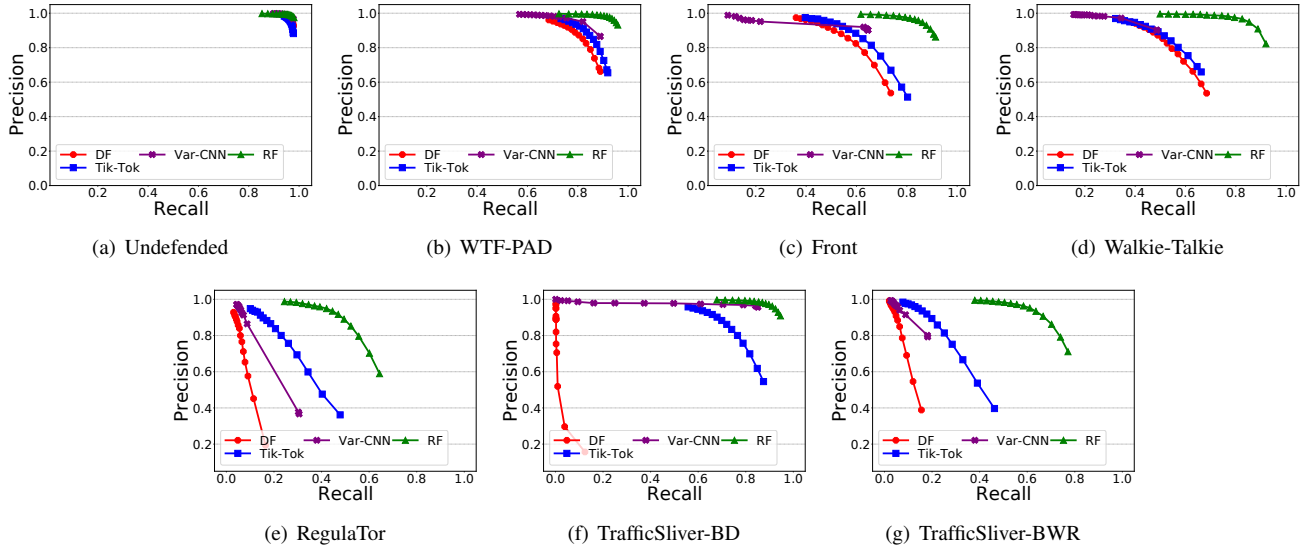 Precision
1.0
0.8
0.6
0.4
0.2
0.0
DF
Var-CNN
RF
Tik-Tok
0.2 0.4 0.6 0.8 1.0
Recall
(a) Undefended
Precision
1.0
0.8
0.6
0.4
0.2
0.0
DF
Var-CNN
RF
Tik-Tok
0.2 0.4 0.6 0.8 1.0
Recall
(b) WTF-PAD
Precision
1.0
0.8
0.6
0.4
0.2
0.0
DF
Var-CNN
RF
Tik-Tok
0.2 0.4 0.6 0.8 1.0
Recall
(c) Front
Precision
1.0
0.8
0.6
0.4
0.2
0.0
DF
Var-CNN
RF
Tik-Tok
0.2 0.4 0.6 0.8 1.0
Recall
(d) Walkie-Talkie
Precision
1.0
0.8
0.6
0.4
0.2
DF
Var-CNN
RF
Tik-Tok
0.0 0.2 0.4 0.6 0.8 1.0
Recall
(e) RegulaTor
Precision
1.0
0.8
0.6
0.4
0.2
DF
Var-CNN
RF
Tik-Tok
0.0 0.2 0.4 0.6 0.8 1.0
Recall
(f) TrafficSliver-BD
Precision
1.0
0.8
0.6
0.4
0.2
DF
Var-CNN
RF
Tik-Tok
0.0 0.2 0.4 0.6 0.8 1.0
Recall
(g) TrafficSliver-BWR